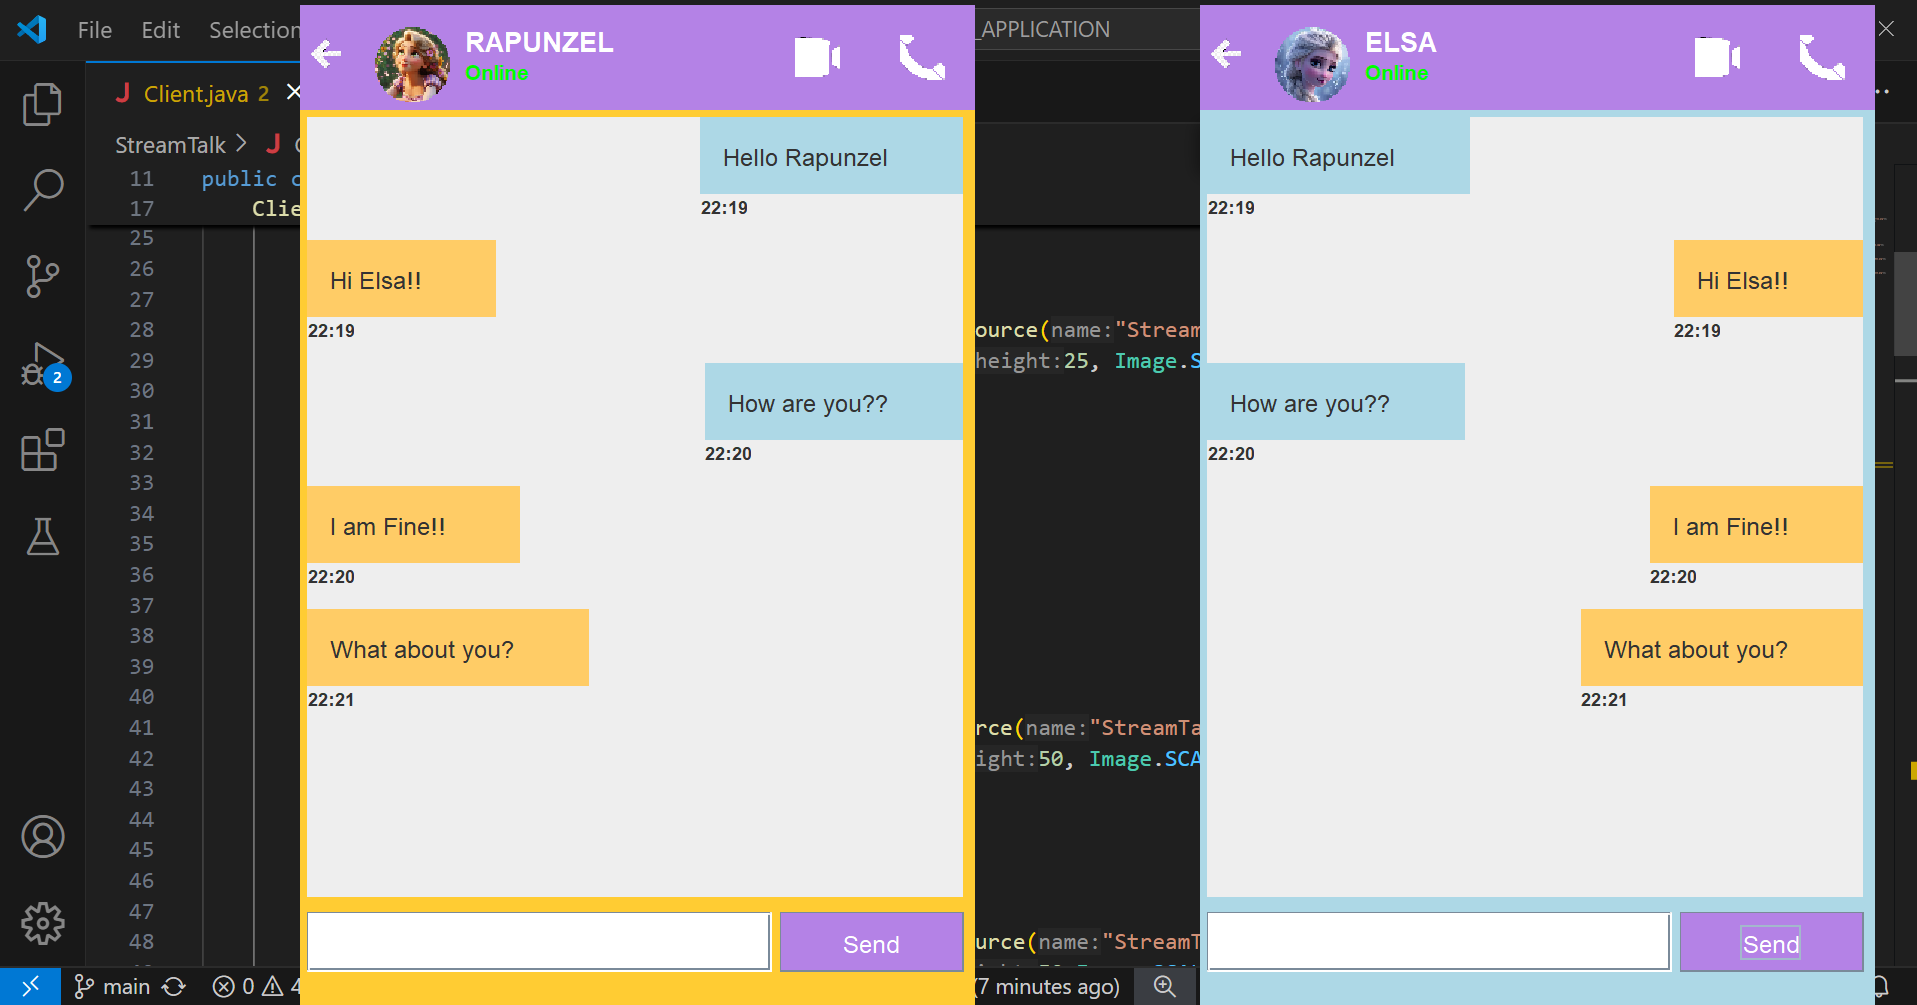 File Edit Selection
_APPLICATION
Client.java 2
StreamTalk >
11 public c
17 Clie
25
26
27
28 ource(name:"Stream
29 height:25, Image.S
30
31
32
33
34
35
36
37
38
39
40
41 rce(name:"StreamTa
42 ight:50, Image.SCA
43
44
45
46
47
48 ource(name:"StreamT
2
main 0 4
(7 minutes ago)
RAPUNZEL
Online
Hello Rapunzel
22:19
Hi Elsa!!
22:19
How are you??
22:20
I am Fine!!
22:20
What about you?
22:21
Send
ELSA
Online
Hello Rapunzel
22:19
Hi Elsa!!
22:19
How are you??
22:20
I am Fine!!
22:20
What about you?
22:21
Send